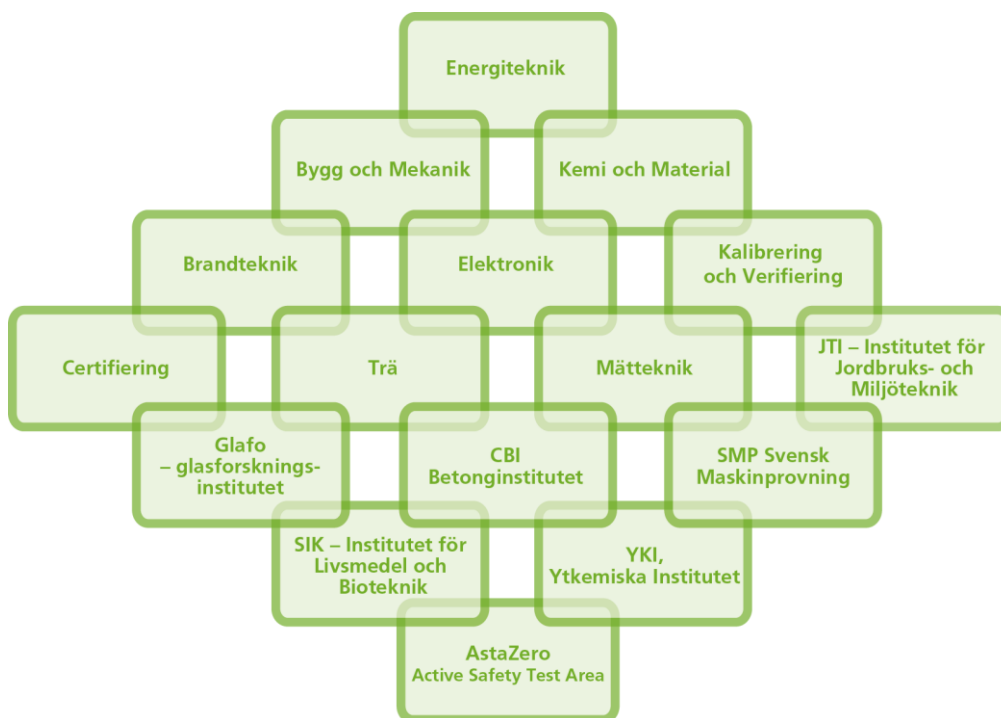 Energiteknik
Bygg och Mekanik
Kemi och Material
Brandteknik
Elektronik
Kalibrering
och Verifiering
Certifiering
Trä
Mätteknik
JTI – Institutet för
Jordbruks- och
Miljöteknik
Glafo
– glasforsknings-
institutet
CBI
Betonginstitutet
SMP Svensk
Maskinprovning
SIK – Institutet för
Livsmedel och
Bioteknik
YKI,
Ytkemiska Institutet
AstaZero
Active Safety Test Area